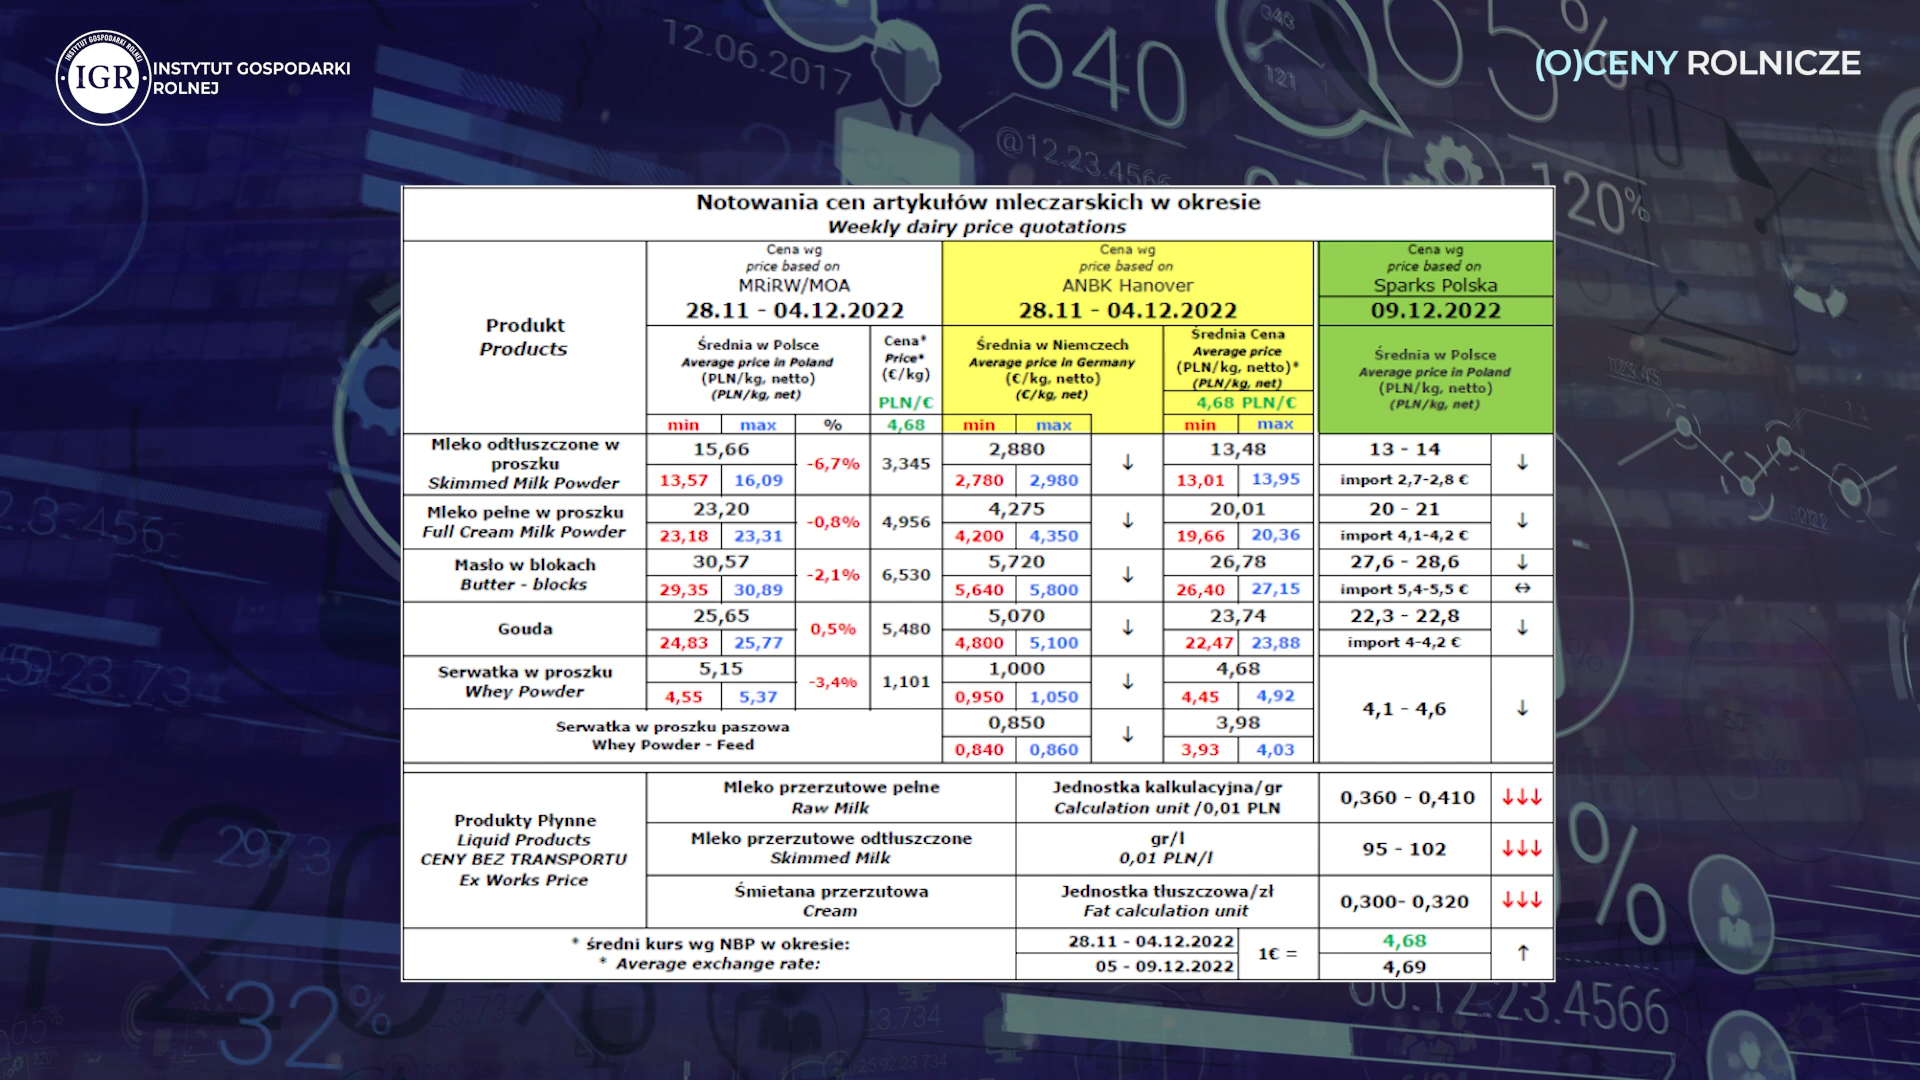 INSTYTUT GOSPODARKI ROLNEJ
IGR
INSTYTUT GOSPODARKI
ROLNEJ
(O)CENY ROLNICZE
12.06.2017
640
@12.23.4566
120%
Notowania cen artykułów mleczarskich w okresie
Weekly dairy price quotations
Produkt
Products
Cena wg
price based on
MRiRW/MOA
28.11 - 04.12.2022
Cena wg
price based on
ANBK Hanover
28.11 - 04.12.2022
Cena wg
price based on
Sparks Polska
09.12.2022
Średnia w Polsce
Average price in Poland
(PLN/kg, netto)
(PLN/kg, net)
Cena*
Price*
(€/kg)
PLN/€
4,68
Średnia w Niemczech
Average price in Germany
(€/kg, netto)
(€/kg, net)
Średnia Cena
Average price
(PLN/kg, netto)*
(PLN/kg, net)
4,68 PLN/€
Średnia w Polsce
Average price in Poland
(PLN/kg, netto)
(PLN/kg, net)
min max % min max min max
Mleko odtłuszczone w
proszku
Skimmed Milk Powder
15,66
13,57 16,09
-6,7% 3,345
2,880
2,780 2,980
↓
13,48
13,01 13,95
13 - 14
import 2,7-2,8 €
↓
Mleko pełne w proszku
Full Cream Milk Powder
23,20
23,18 23,31
-0,8% 4,956
4,275
4,200 4,350
↓
20,01
19,66 20,36
20 - 21
import 4,1-4,2 €
↓
Masło w blokach
Butter - blocks
30,57
29,35 30,89
-2,1% 6,530
5,720
5,640 5,800
↓
26,78
26,40 27,15
27,6 - 28,6 ↓
import 5,4-5,5 € ↔
Gouda
25,65
24,83 25,77
0,5% 5,480
5,070
4,800 5,100
↓
23,74
22,47 23,88
22,3 - 22,8
import 4-4,2 €
↓
Serwatka w proszku
Whey Powder
5,15
4,55 5,37
-3,4% 1,101
1,000
0,950 1,050
↓
4,68
4,45 4,92
4,1 - 4,6 ↓
Serwatka w proszku paszowa
Whey Powder - Feed
0,850
0,840 0,860
↓
3,98
3,93 4,03
Produkty Płynne
Liquid Products
CENY BEZ TRANSPORTU
Ex Works Price
Mleko przerzutowe pełne
Raw Milk
Jednostka kalkulacyjna/gr
Calculation unit /0,01 PLN
0,360 - 0,410 ↓↓↓
Mleko przerzutowe odtłuszczone
Skimmed Milk
gr/l
0,01 PLN/l
95 - 102 ↓↓↓
Śmietana przerzutowa
Cream
Jednostka tłuszczowa/zł
Fat calculation unit
0,300- 0,320 ↓↓↓
* średni kurs wg NBP w okresie:
* Average exchange rate:
28.11 - 04.12.2022
05 - 09.12.2022
1€ =
4,68
4,69
↑
297.3
32%
00.12.23.4566